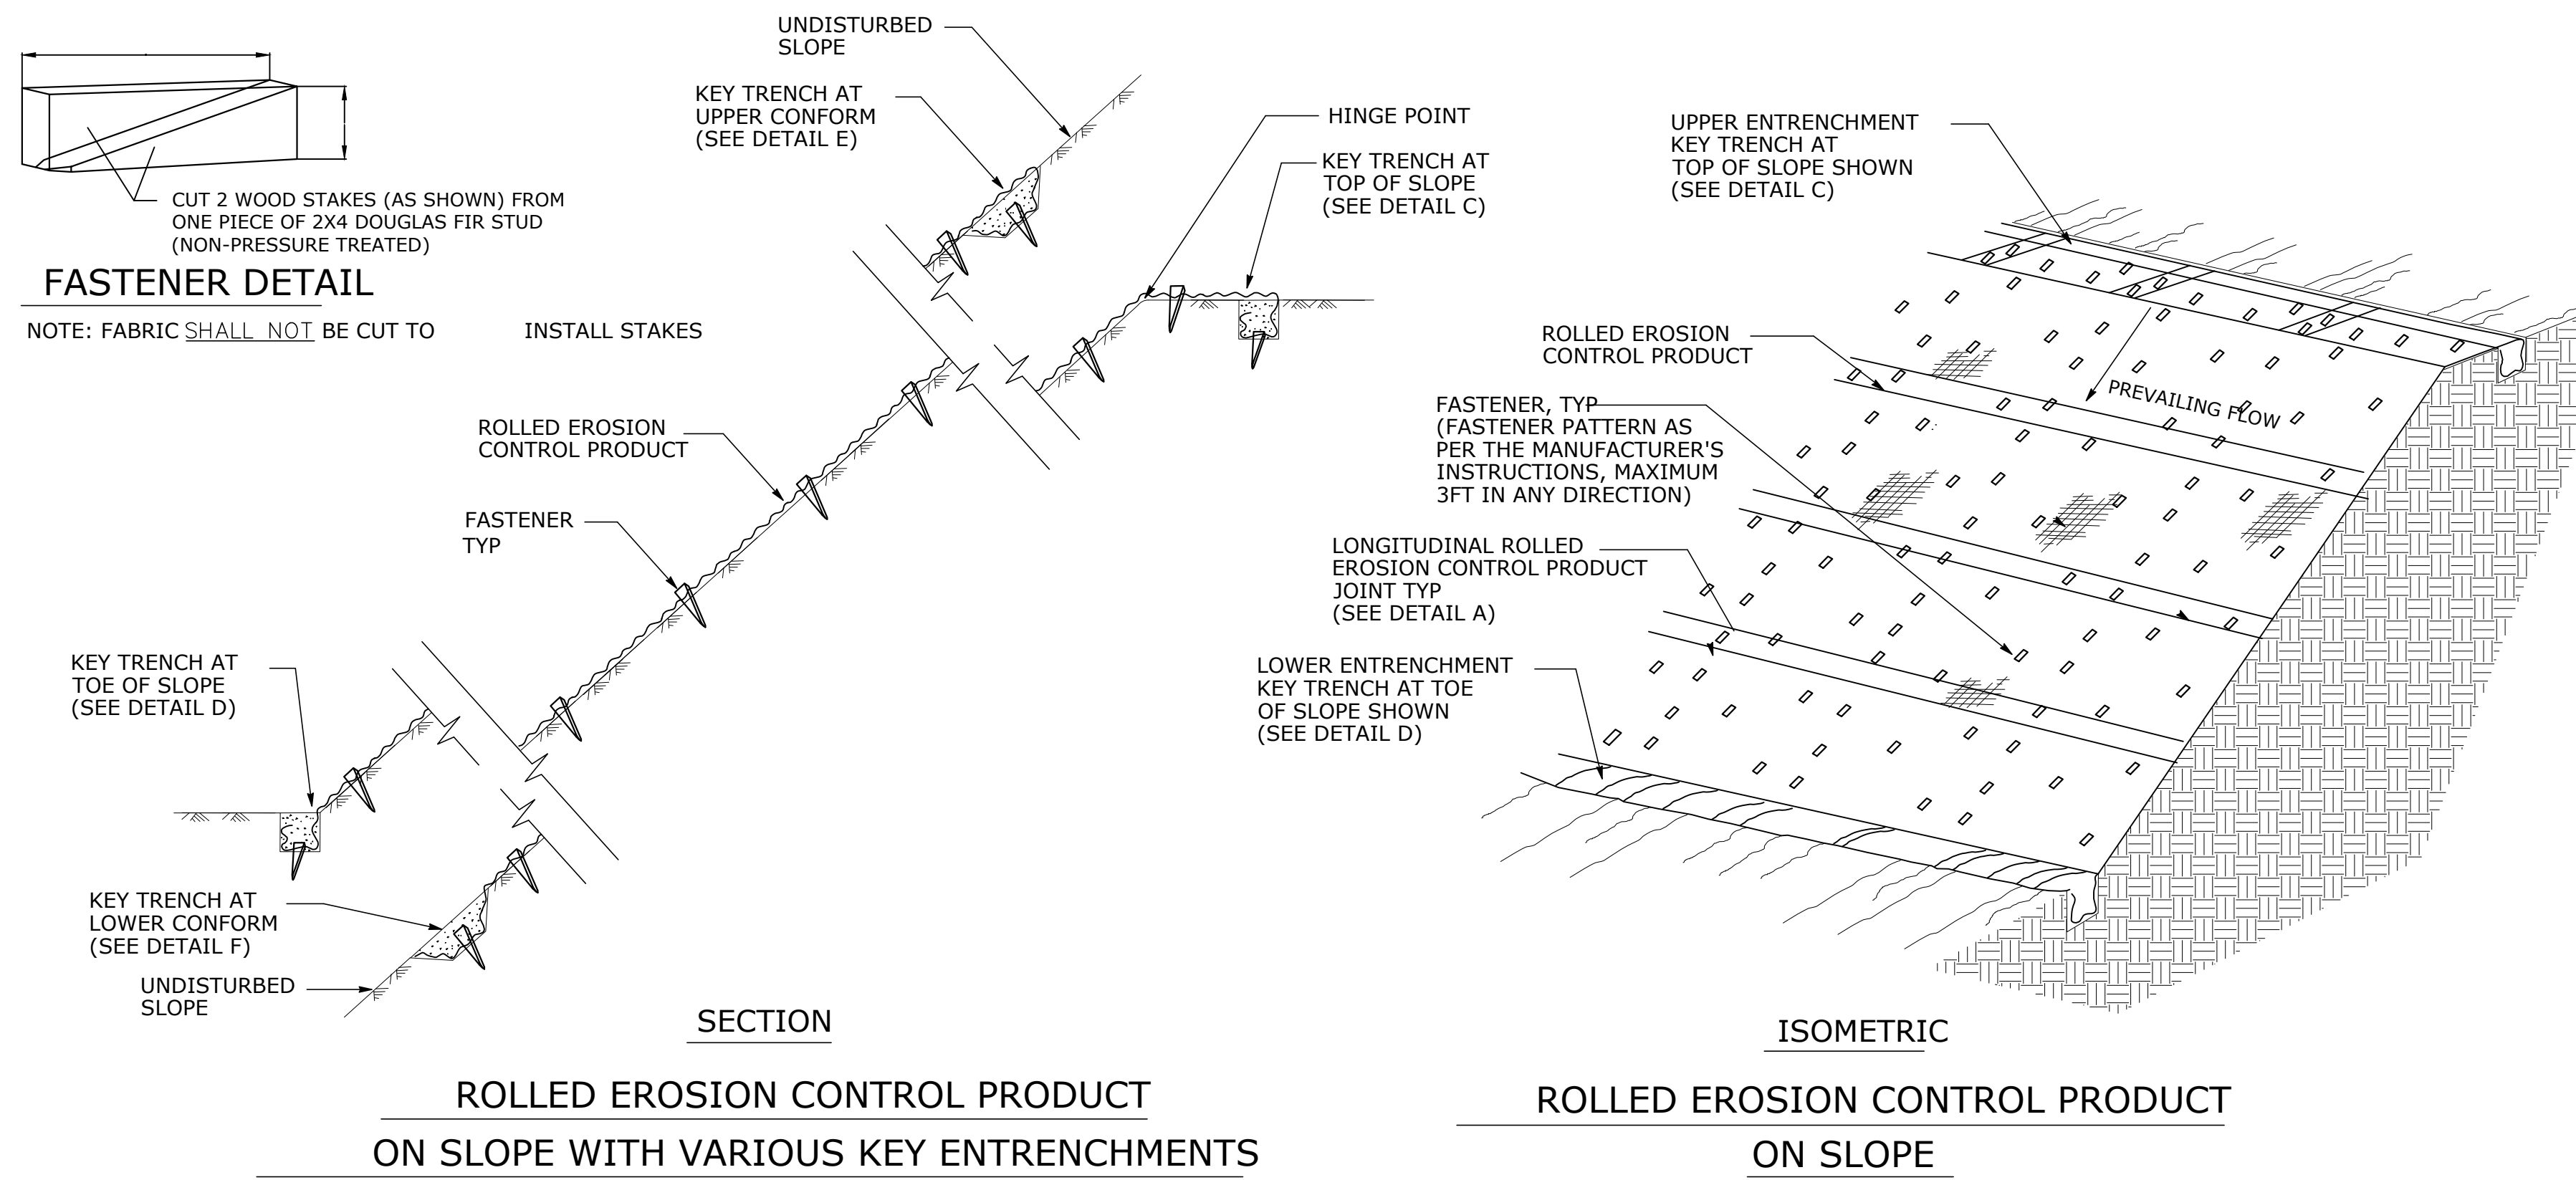 CUT 2 WOOD STAKES (AS SHOWN) FROM
ONE PIECE OF 2X4 DOUGLAS FIR STUD
(NON-PRESSURE TREATED)
FASTENER DETAIL
NOTE: FABRIC SHALL NOT BE CUT TO INSTALL STAKES
UNDISTURBED
SLOPE
KEY TRENCH AT
UPPER CONFORM
(SEE DETAIL E)
HINGE POINT
KEY TRENCH AT
TOP OF SLOPE
(SEE DETAIL C)
ROLLED EROSION
CONTROL PRODUCT
FASTENER
TYP
KEY TRENCH AT
TOE OF SLOPE
(SEE DETAIL D)
KEY TRENCH AT
LOWER CONFORM
(SEE DETAIL F)
UNDISTURBED
SLOPE
SECTION
ROLLED EROSION CONTROL PRODUCT
ON SLOPE WITH VARIOUS KEY ENTRENCHMENTS
UPPER ENTRENCHMENT
KEY TRENCH AT
TOP OF SLOPE SHOWN
(SEE DETAIL C)
ROLLED EROSION
CONTROL PRODUCT
PREVAILING FLOW
FASTENER, TYP
(FASTENER PATTERN AS
PER THE MANUFACTURER'S
INSTRUCTIONS, MAXIMUM
3FT IN ANY DIRECTION)
LONGITUDINAL ROLLED
EROSION CONTROL PRODUCT
JOINT TYP
(SEE DETAIL A)
LOWER ENTRENCHMENT
KEY TRENCH AT TOE
OF SLOPE SHOWN
(SEE DETAIL D)
ISOMETRIC
ROLLED EROSION CONTROL PRODUCT
ON SLOPE